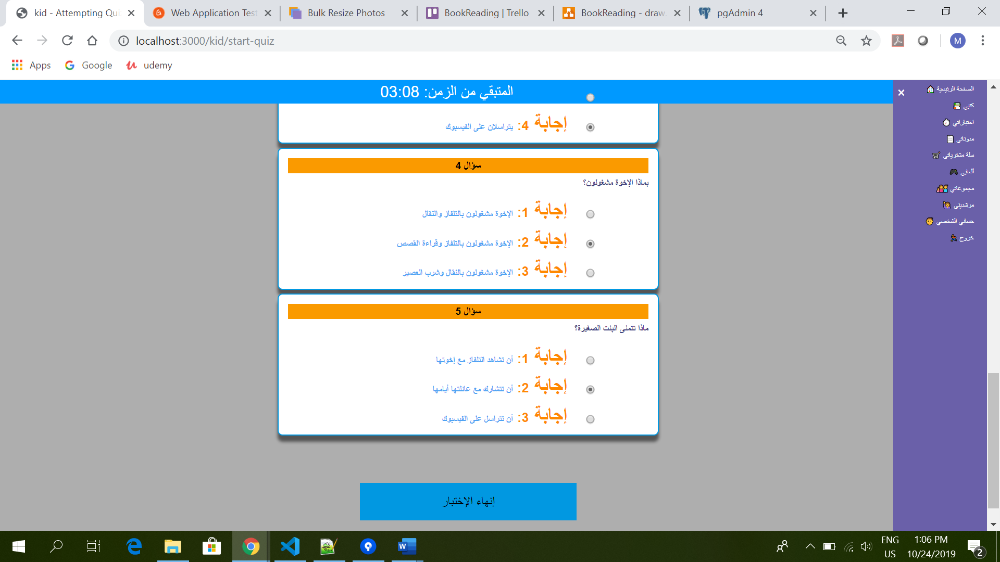 kid - Attempting Qui
Web Application Test
Bulk Resize Photos
BookReading | Trello
BookReading - draw.
pgAdmin 4
localhost:3000/kid/start-quiz
M
Apps
Google
udemy
المتبقي من الزمن: 03:08
إجابة 4: يتراسلان على الفيسبوك
سؤال 4
بماذا الإخوة مشغولون؟
إجابة 1: الإخوة مشغولون بالتلفاز والنقال
إجابة 2: الإخوة مشغولون بالتلفاز وقراءة القصص
إجابة 3: الإخوة مشغولون بالنقال وشرب العصير
سؤال 5
ماذا تتمنى البنت الصغيرة؟
إجابة 1: أن تشاهد التلفاز مع إخوتها
إجابة 2: أن تتشارك مع عائلتها أيامها
إجابة 3: أن تتراسل على الفيسبوك
إنهاء الإختبار
الصفحة الرئيسية
كتبي
اختباراتي
مدوناتي
سلة مشترياتي
ألعابي
مجموعاتي
مرشديني
حسابي الشخصي
خروج
ENG
US
1:06 PM
10/24/2019
2